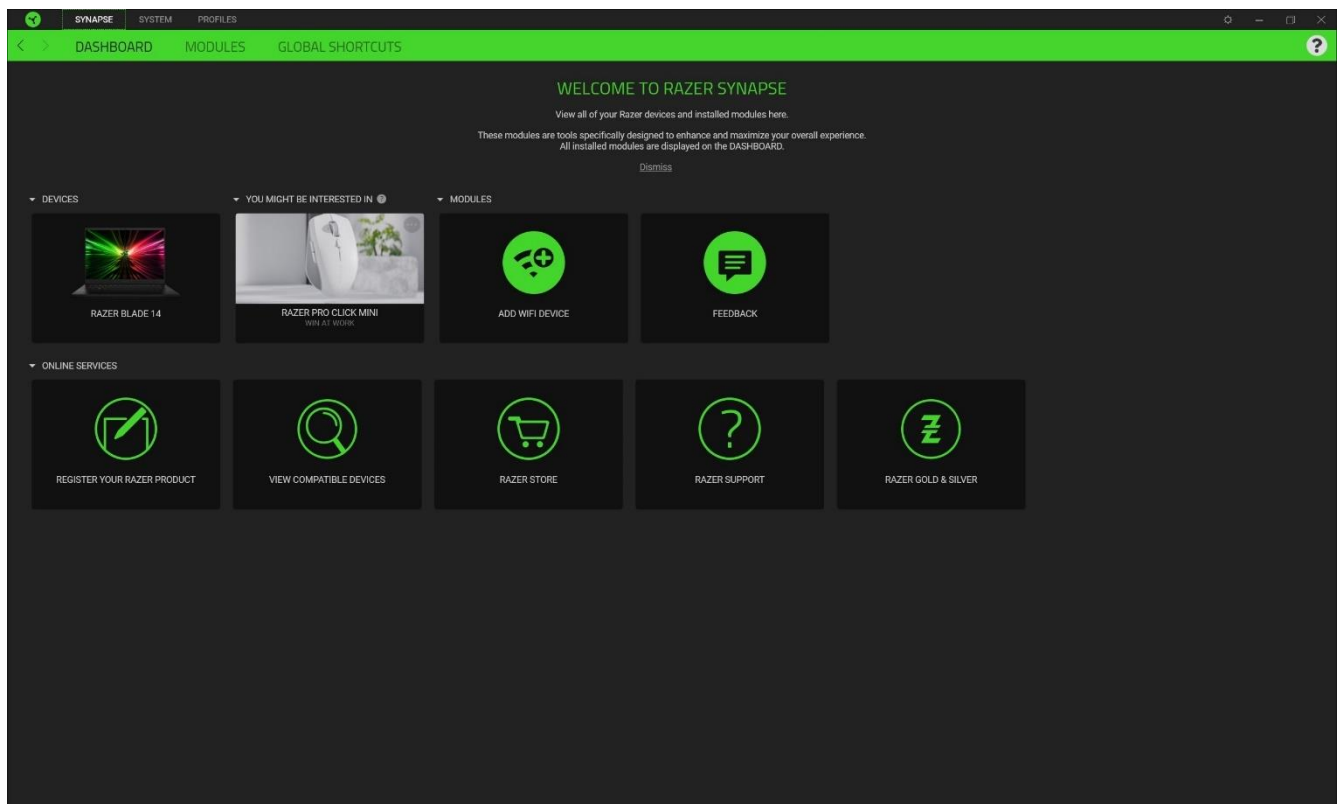 SYNAPSE SYSTEM PROFILES
DASHBOARD MODULES GLOBAL SHORTCUTS
?
WELCOME TO RAZER SYNAPSE
View all of your Razer devices and installed modules here.
These modules are tools specifically designed to enhance and maximize your overall experience.
All installed modules are displayed on the DASHBOARD.
Dismiss
DEVICES
YOU MIGHT BE INTERESTED IN ?
MODULES
RAZER BLADE 14
RAZER PRO CLICK MINI
WIN AT WORK
ADD WIFI DEVICE
FEEDBACK
ONLINE SERVICES
REGISTER YOUR RAZER PRODUCT
VIEW COMPATIBLE DEVICES
RAZER STORE
RAZER SUPPORT
RAZER GOLD & SILVER